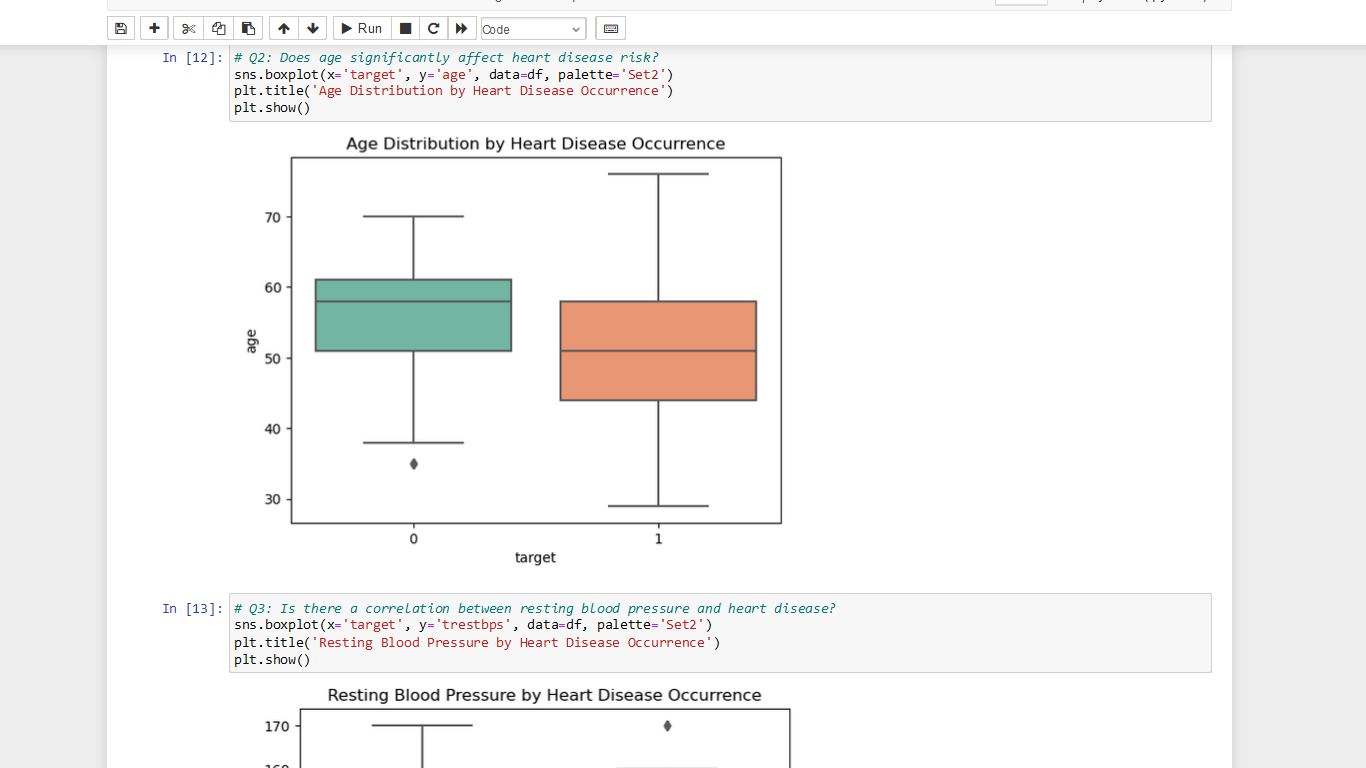 Run
Code
In [12]:
# Q2: Does age significantly affect heart disease risk?
sns.boxplot(x='target', y='age', data=df, palette='Set2')
plt.title('Age Distribution by Heart Disease Occurrence')
plt.show()
Age Distribution by Heart Disease Occurrence
70
60
50
40
30
age
0
1
target
In [13]:
# Q3: Is there a correlation between resting blood pressure and heart disease?
sns.boxplot(x='target', y='trestbps', data=df, palette='Set2')
plt.title('Resting Blood Pressure by Heart Disease Occurrence')
plt.show()
Resting Blood Pressure by Heart Disease Occurrence
170